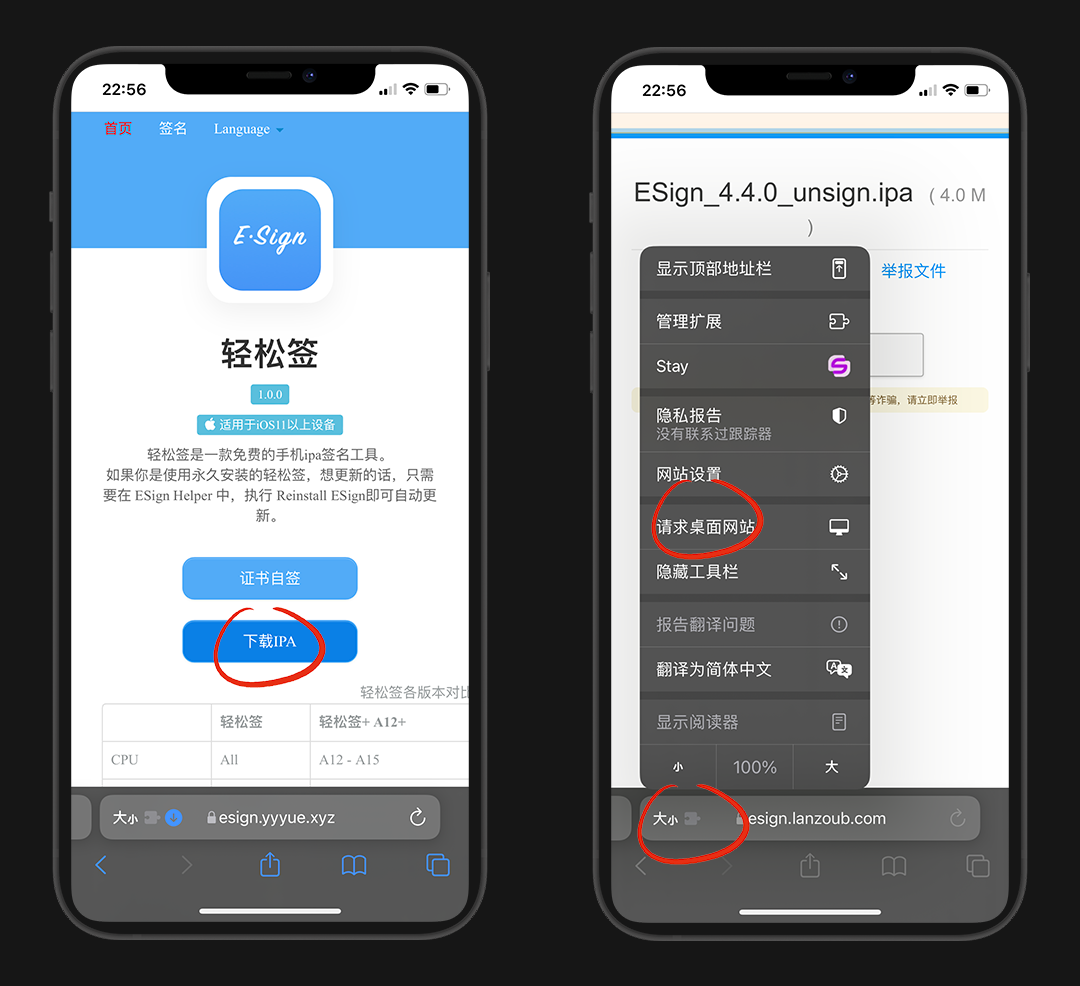 22:56
首页 签名 Language
E·Sign
轻松签
1.0.0
适用于iOS11以上设备
轻松签是一款免费的手机ipa签名工具。
如果你是使用永久安装的轻松签，想更新的话，只需
要在 ESign Helper 中，执行 Reinstall ESign即可自动更
新。
证书自签
下载IPA
轻松签各版本对比
轻松签 轻松签+ A12+
CPU All A12 - A15
大小 esign.yyyue.xyz
22:56
ESign_4.4.0_unsign.ipa ( 4.0 M
)
显示顶部地址栏
举报文件
管理扩展
Stay
隐私报告
等诈骗，请立即举报
没有联系过跟踪器
网站设置
请求桌面网站
隐藏工具栏
报告翻译问题
翻译为简体中文
显示阅读器
小 100% 大
大小 esign.lanzoub.com